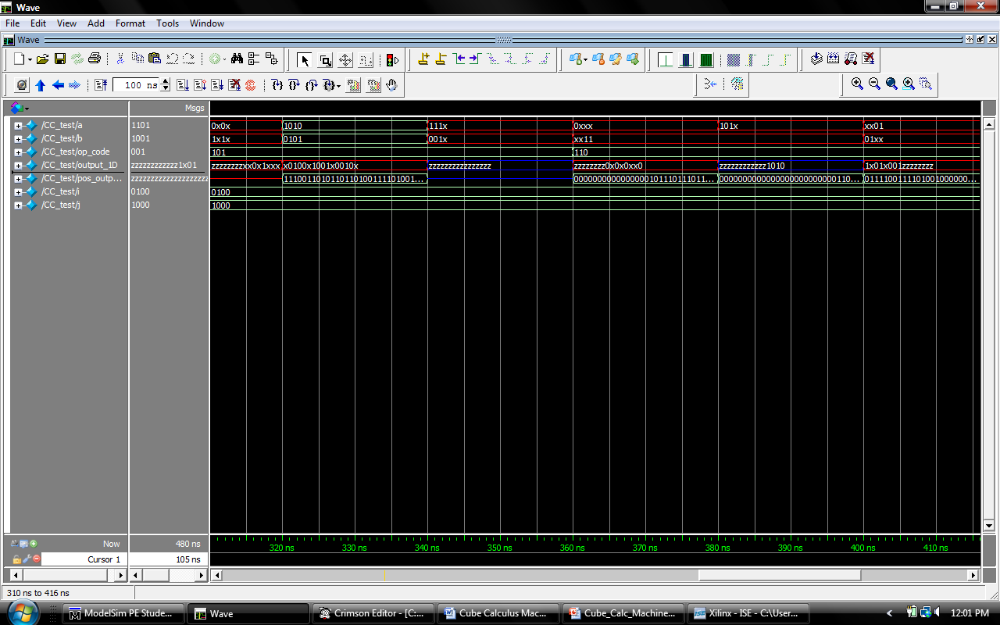 Wave
File Edit View Add Format Tools Window
Wave
100 ns
Msgs
/CC_test/a 1101 0x0x 1010 111x 0xxx 101x xx01
/CC_test/b 1001 1x1x 0101 001x xx11 01xx
/CC_test/op_code 001 101 110
/CC_test/output_1D zzzzzzzzzzzz1x01 zzzzzzzzxx0x1xxx x0100x1001x0010x zzzzzzzzzzzzzzzz zzzzzzzz0x0x0xx0 zzzzzzzzzzzz1010 1x01x001zzzzzzzz
/CC_test/pos_outp...
/CC_test/i 0100 0100
/CC_test/j 1000 1000
Now 480 ns 320 ns 330 ns 340 ns 350 ns 360 ns 370 ns 380 ns 390 ns 400 ns 410 ns
Cursor 1 105 ns
310 ns to 416 ns
ModelSim PE Stude... Wave Crimson Editor - [C:... Cube Calculus Mac... Cube_Calc_Machine... Xilinx - ISE - C:\User... 12:01 PM